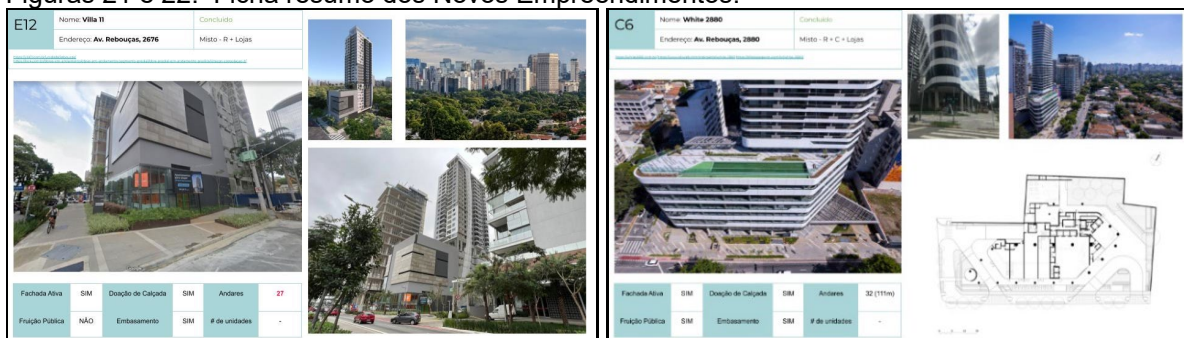 Figuras 21 e 22: Ficha resumo dos Novos Empreendimentos.
E12
Nome: Villa 11
Concluído
Endereço: Av. Rebouças, 2676
Misto - R + Lojas
Fachada Ativa SIM Doação de Calçada SIM Andares 27
Fruição Pública NÃO Embasamento SIM # de unidades -
C6
Nome: White 2880
Concluído
Endereço: Av. Rebouças, 2880
Misto - R + C + Lojas
Fachada Ativa SIM Doação de Calçada SIM Andares 32 (111m)
Fruição Pública SIM Embasamento SIM # de unidades -